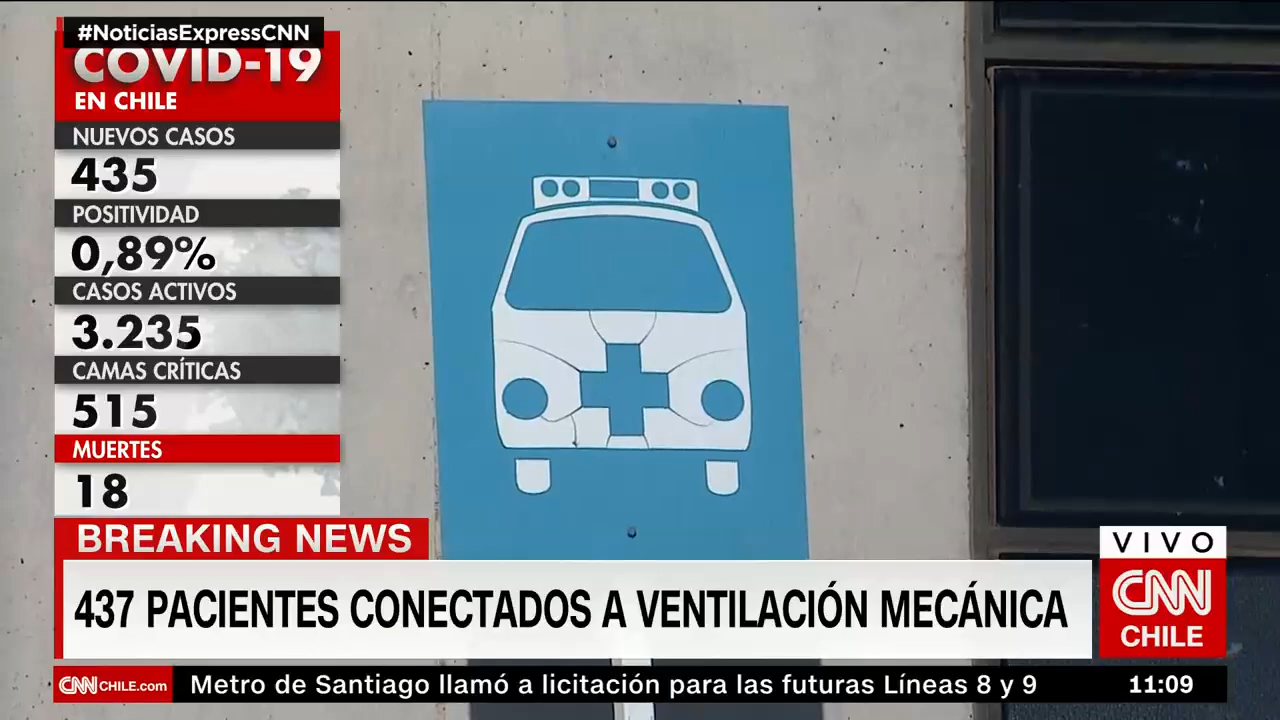 #NoticiasExpressCNN
COVID-19
EN CHILE
NUEVOS CASOS
435
POSITIVIDAD
0,89%
CASOS ACTIVOS
3.235
CAMAS CRÍTICAS
515
MUERTES
18
BREAKING NEWS
437 PACIENTES CONECTADOS A VENTILACIÓN MECÁNICA
VIVO
CNN
CHILE
CNNCHILE.com Metro de Santiago llamó a licitación para las futuras Líneas 8 y 9 11:09